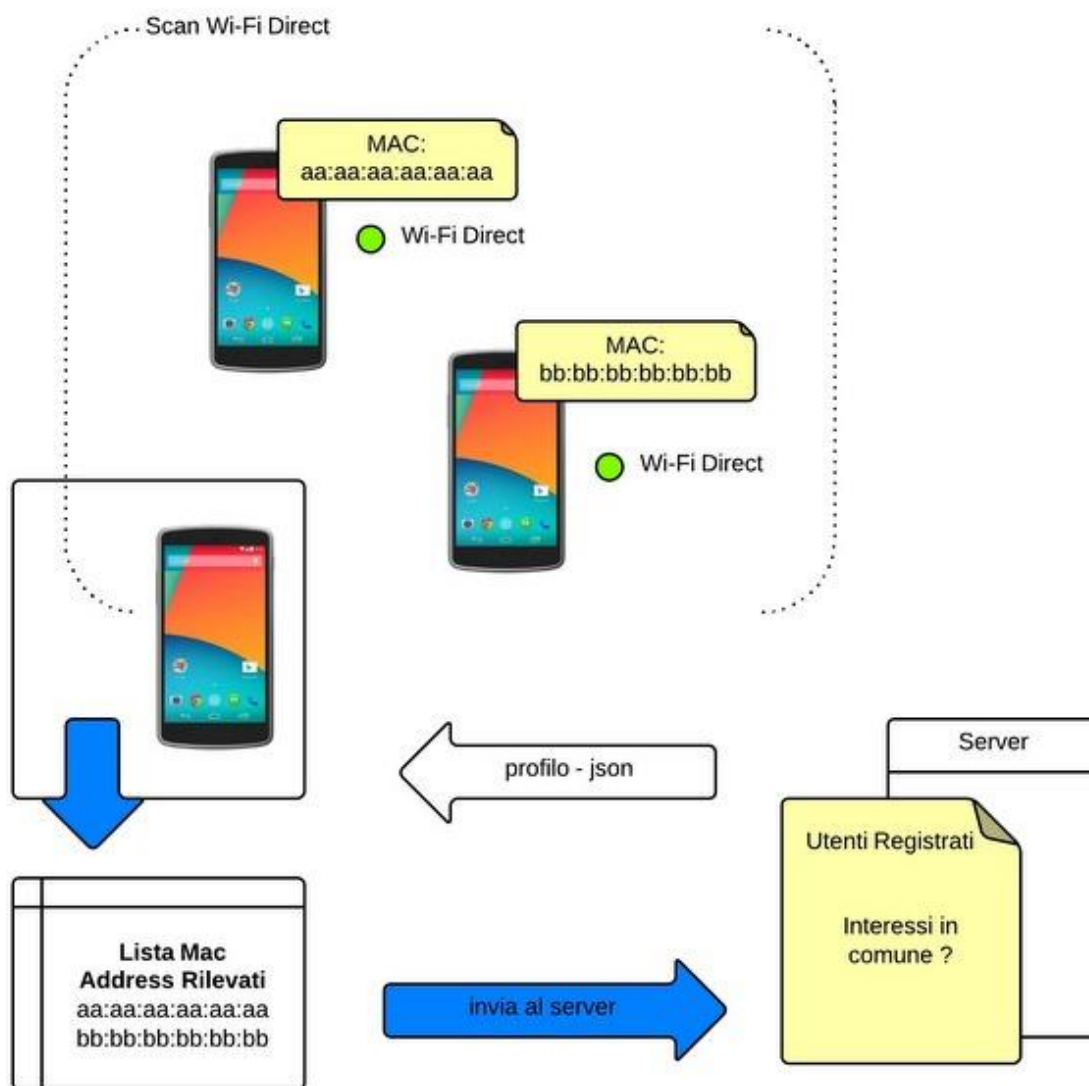 Scan Wi-Fi Direct
MAC:
aa:aa:aa:aa:aa:aa
Wi-Fi Direct
MAC:
bb:bb:bb:bb:bb:bb
Wi-Fi Direct
profilo - json
Server
Utenti Registrati
Interessi in
comune ?
Lista Mac
Address Rilevati
aa:aa:aa:aa:aa:aa
bb:bb:bb:bb:bb:bb
invia al server